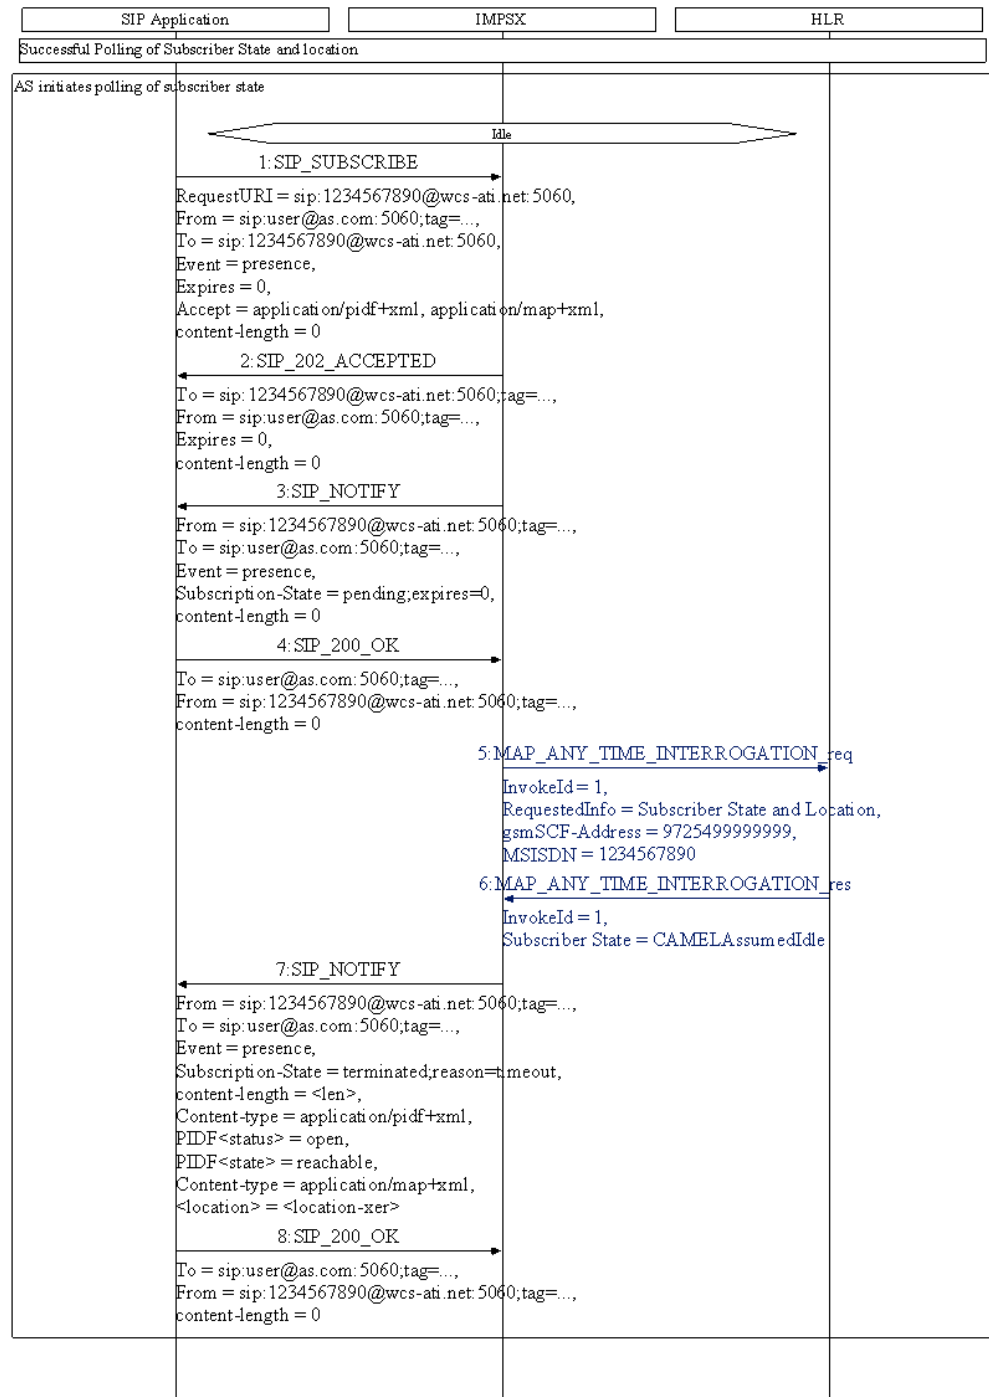 SIP Application
IMPSX
HLR
Successful Polling of Subscriber State and location
AS initiates polling of subscriber state
Idle
1:SIP_SUBSCRIBE
RequestURI = sip:1234567890@wcs-ati.net:5060,
From = sip:user@as.com:5060;tag=...,
To = sip:1234567890@wcs-ati.net:5060,
Event = presence,
Expires = 0,
Accept = application/pidf+xml, application/map+xml,
content-length = 0
2:SIP_202_ACCEPTED
To = sip:1234567890@wcs-ati.net:5060;tag=...,
From = sip:user@as.com:5060;tag=...,
Expires = 0,
content-length = 0
3:SIP_NOTIFY
From = sip:1234567890@wcs-ati.net:5060;tag=...,
To = sip:user@as.com:5060;tag=...,
Event = presence,
Subscription-State = pending;expires=0,
content-length = 0
4:SIP_200_OK
To = sip:user@as.com:5060;tag=...,
From = sip:1234567890@wcs-ati.net:5060;tag=...,
content-length = 0
5:MAP_ANY_TIME_INTERROGATION_req
InvokeId = 1,
RequestedInfo = Subscriber State and Location,
gsmSCF-Address = 9725499999999,
MSISDN = 1234567890
6:MAP_ANY_TIME_INTERROGATION_res
InvokeId = 1,
Subscriber State = CAMELAssumedIdle
7:SIP_NOTIFY
From = sip:1234567890@wcs-ati.net:5060;tag=...,
To = sip:user@as.com:5060;tag=...,
Event = presence,
Subscription-State = terminated;reason=timeout,
content-length = <len>,
Content-type = application/pidf+xml,
PIDF<status> = open,
PIDF<state> = reachable,
Content-type = application/map+xml,
<location> = <location-xer>
8:SIP_200_OK
To = sip:user@as.com:5060;tag=...,
From = sip:1234567890@wcs-ati.net:5060;tag=...,
content-length = 0